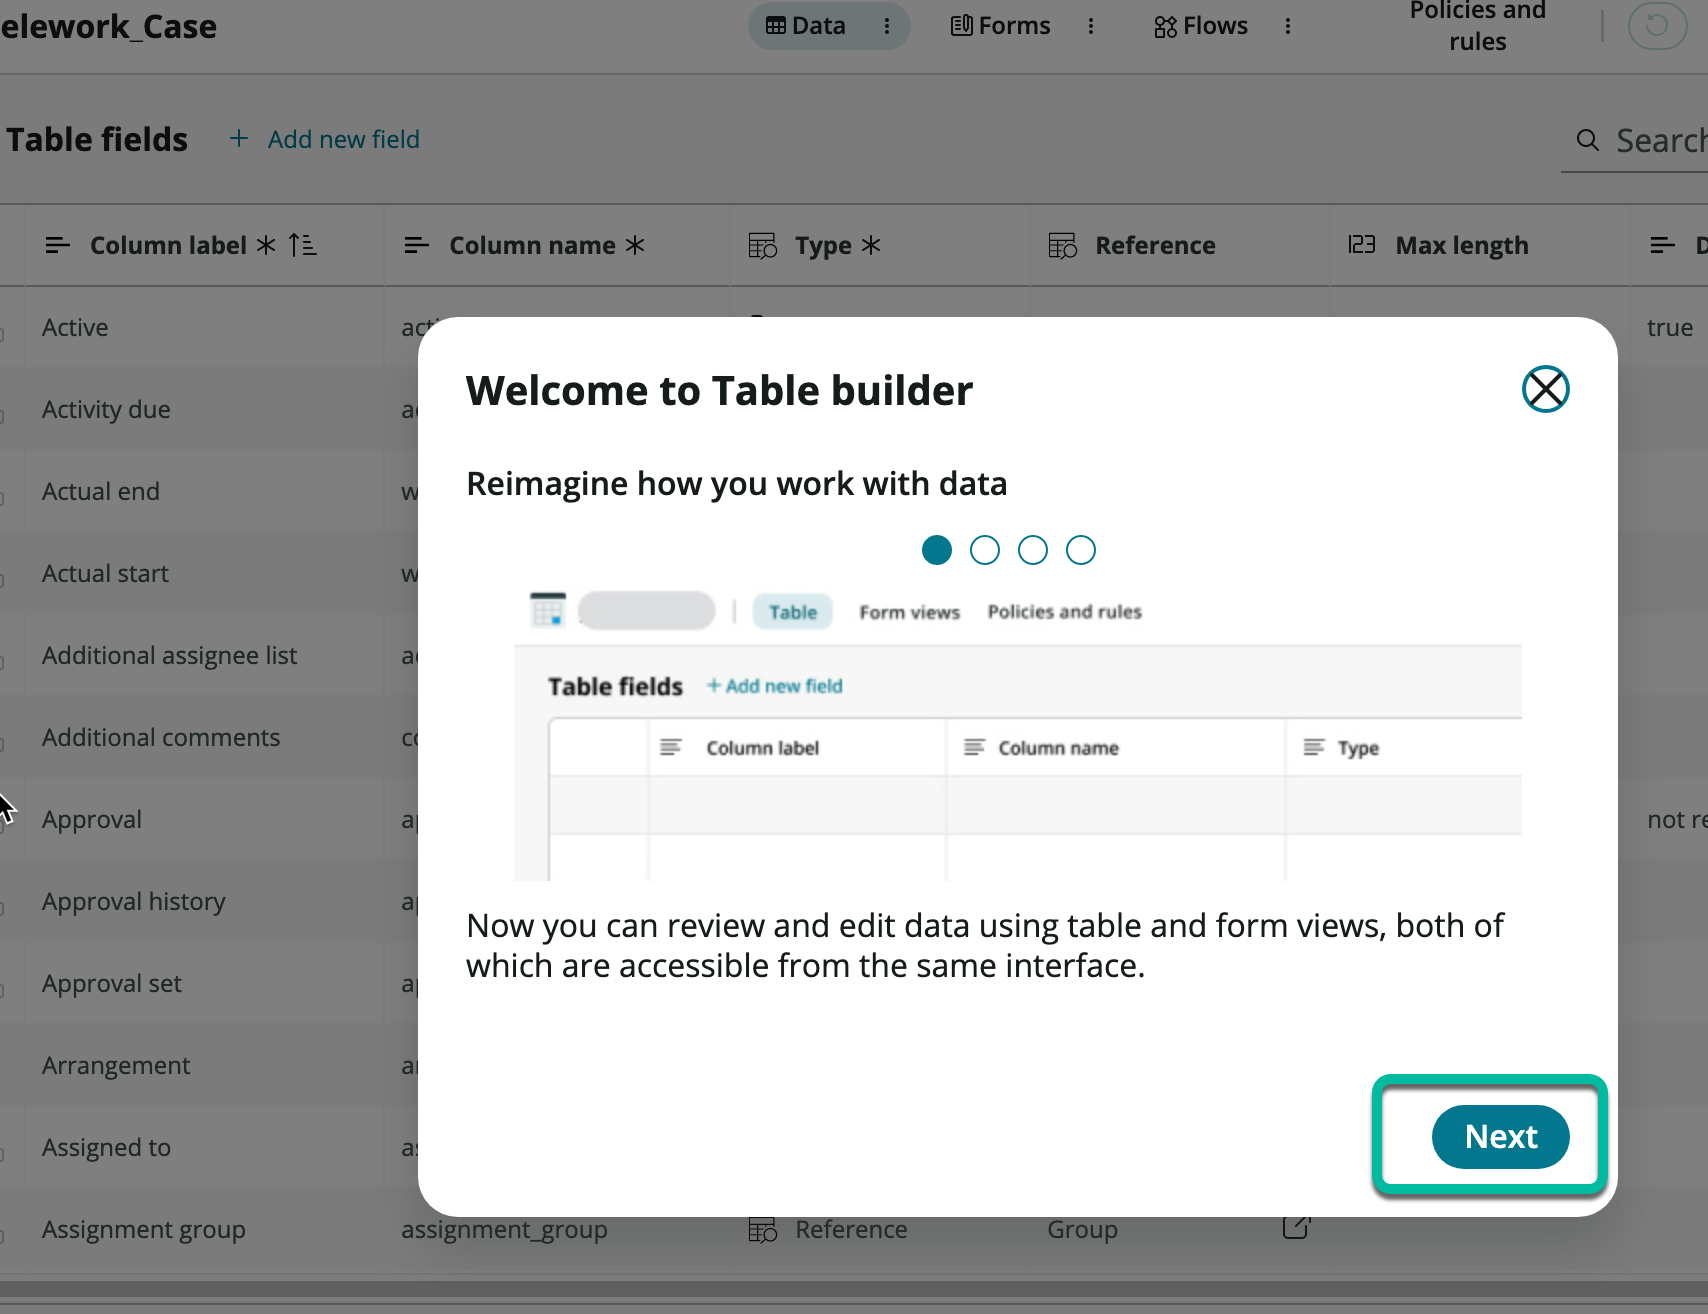 elework_Case
Data
Forms
Flows
Policies and
rules
Table fields
+ Add new field
Search
Column label *
Column name *
Type *
Reference
123 Max length
Active
true
Activity due
Actual end
Actual start
Additional assignee list
Additional comments
Approval
not re
Approval history
Approval set
Arrangement
Assigned to
Assignment group
assignment_group
Reference
Group
Welcome to Table builder
Reimagine how you work with data
Table
Form views
Policies and rules
Table fields
+ Add new field
Column label
Column name
Type
Now you can review and edit data using table and form views, both of
which are accessible from the same interface.
Next